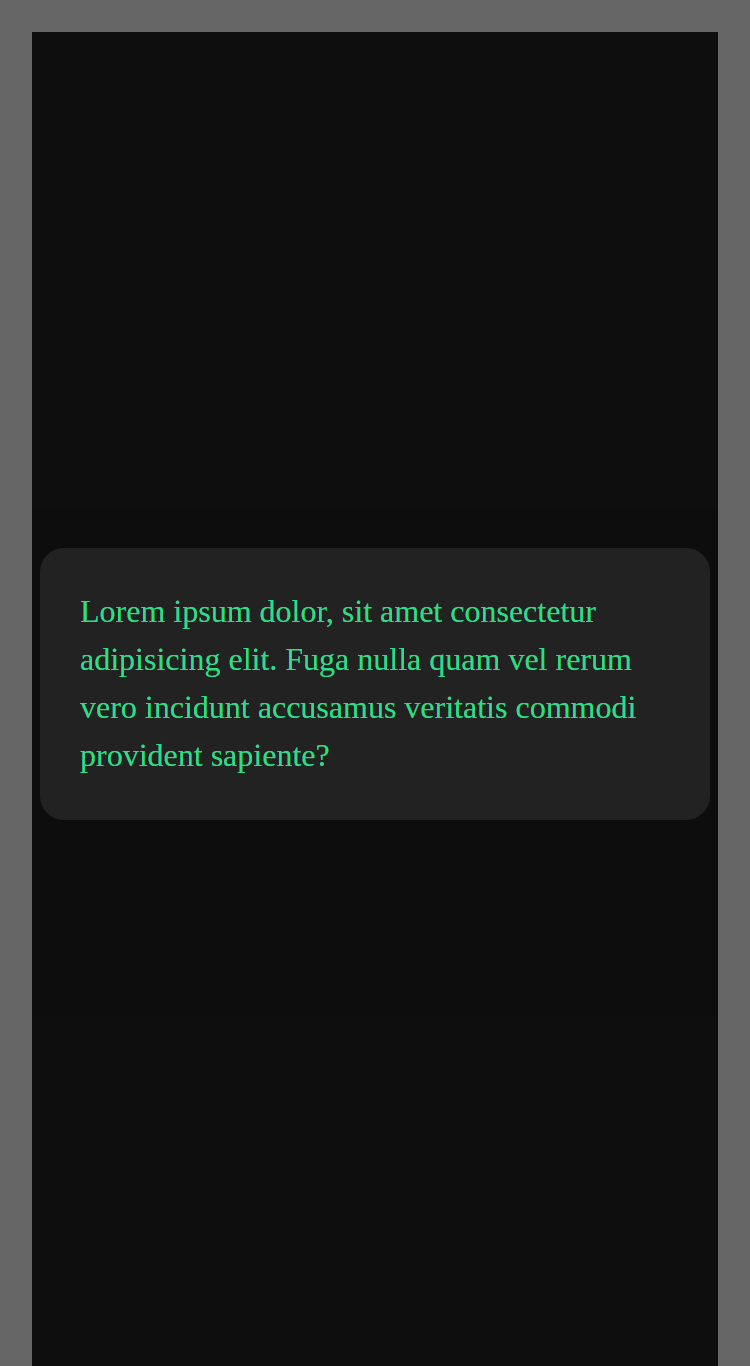 Lorem ipsum dolor, sit amet consectetur
adipisicing elit. Fuga nulla quam vel rerum
vero incidunt accusamus veritatis commodi
provident sapiente?